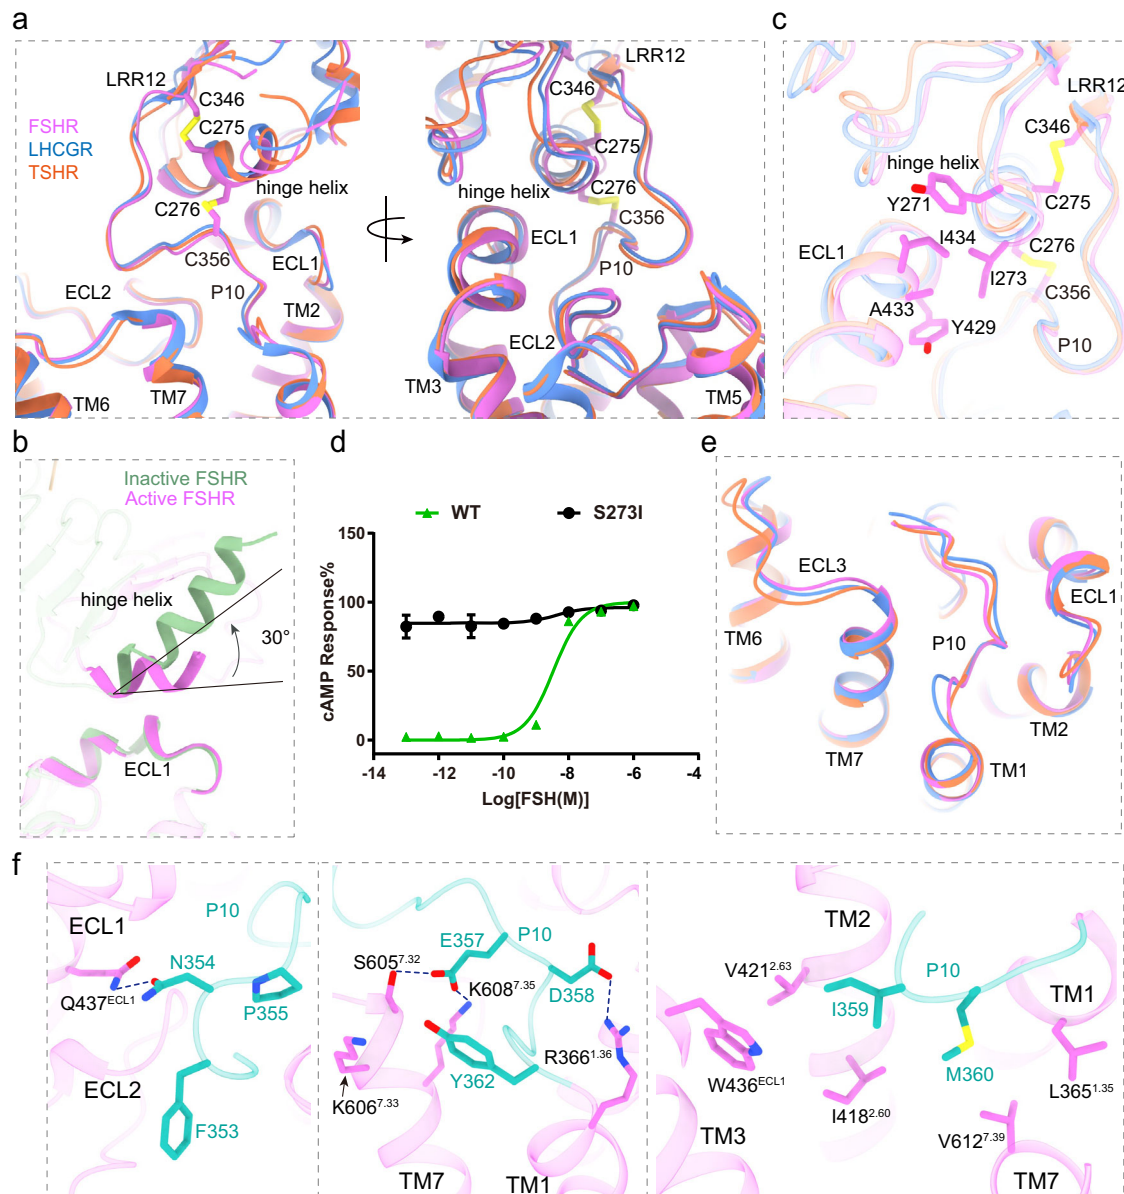 a
LRR12
C346
C275
FSHR
LHCGR
TSHR
hinge helix
C276
C356
ECL1
ECL2
P10
TM2
TM7
TM6
LRR12
C346
C275
hinge helix
C276
ECL1
C356
P10
ECL2
TM3
TM5
c
LRR12
C346
hinge helix
Y271
C275
I434
ECL1
C276
I273
C356
A433
Y429
P10
b
Inactive FSHR
Active FSHR
hinge helix
30°
ECL1
d
WT
S273I
150
100
50
0
cAMP Response%
-14
-12
-10
-8
-6
-4
Log[FSH(M)]
e
ECL3
ECL1
TM6
P10
TM2
TM7
TM1
f
P10
ECL1
N354
Q437ECL1
P355
ECL2
F353
E357
P10
S6057.32
K6087.35
D358
R3661.36
Y362
K6067.33
TM7
TM1
TM2
V4212.63
P10
I359
TM1
M360
W436ECL1
L3651.35
I4182.60
V6127.39
TM3
TM7